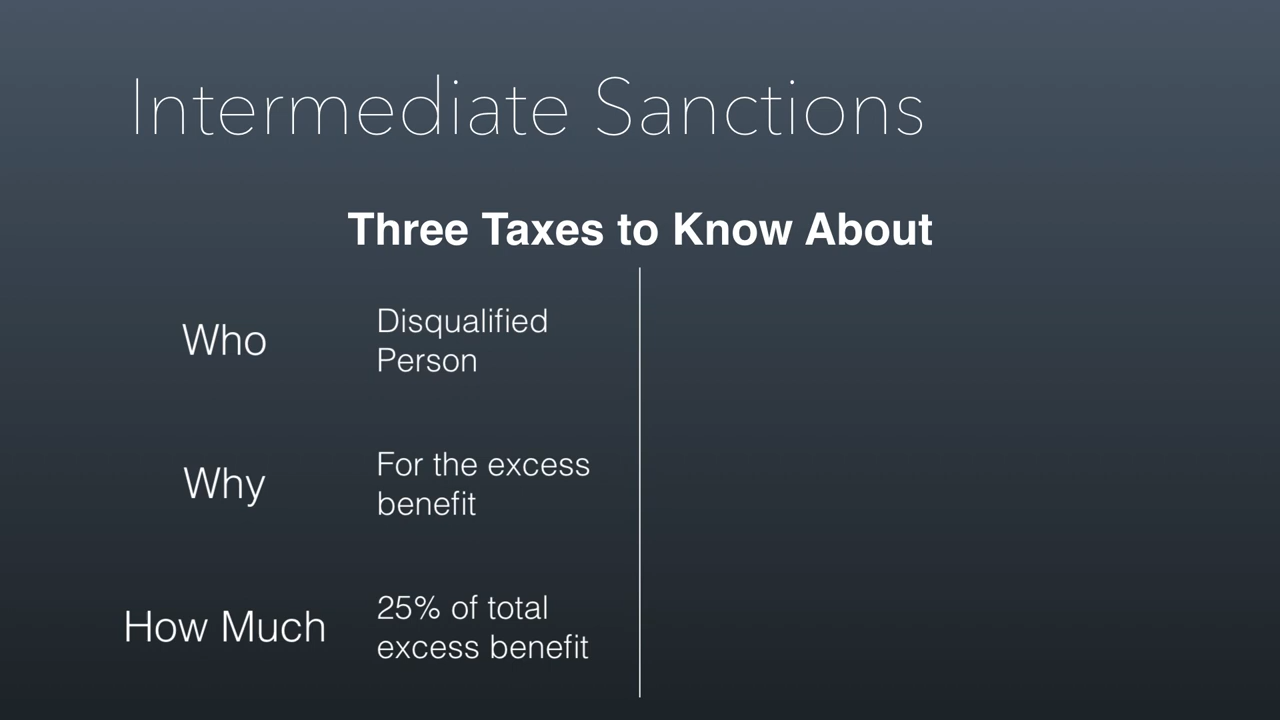 Intermediate Sanctions
Three Taxes to Know About
Who
Disqualified
Person
Why
For the excess
benefit
How Much
25% of total
excess benefit